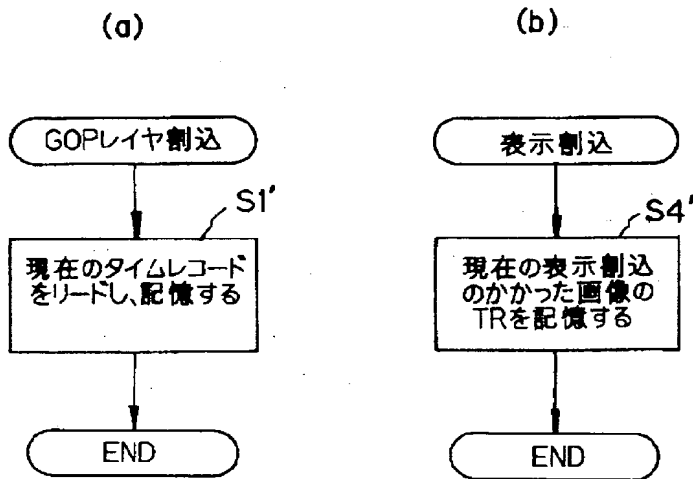 (a)
GOPレイヤ割込
S1'
現在のタイムレコード
をリードし、記憶する
END
(b)
表示割込
S4'
現在の表示割込
のかかった画像の
TRを記憶する
END